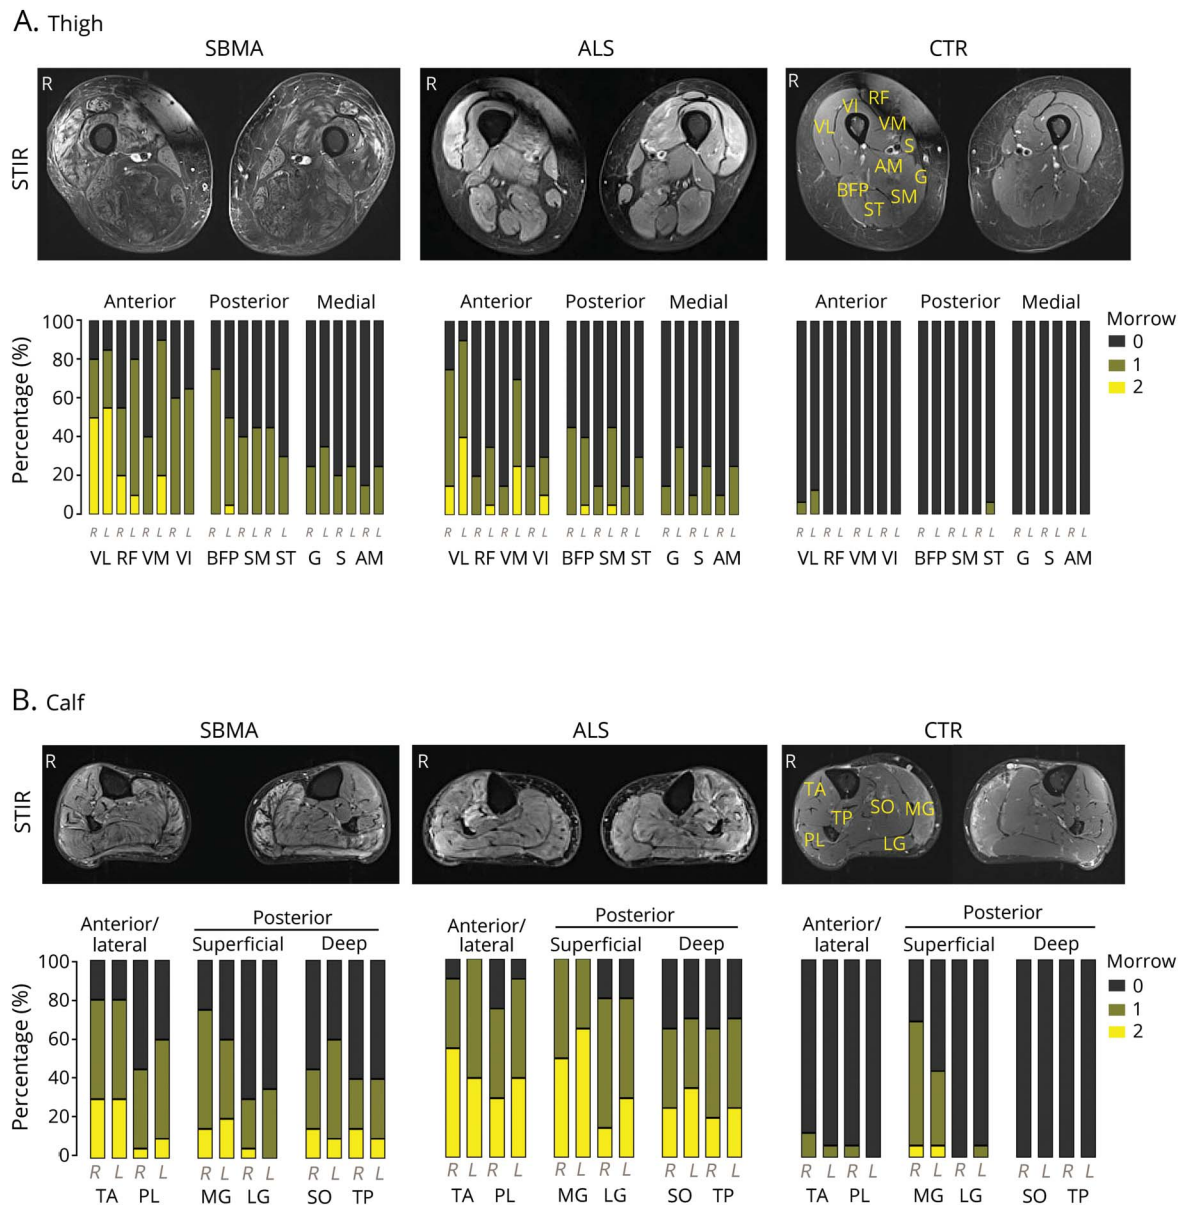 A. Thigh
SBMA ALS CTR
STIR
R R R
VI RF
VL VM
S
AM
G
BFP SM
ST
Anterior Posterior Medial Anterior Posterior Medial Anterior Posterior Medial
Percentage (%)
100
80
60
40
20
0
Morrow
0
1
2
R L R L R L R L R L R L R L R L R L R L R L R L R L R L R L R L R L R L R L R L R L R L R L R L R L R L R L R L R L R L
VL RF VM VI BFP SM ST G S AM VL RF VM VI BFP SM ST G S AM VL RF VM VI BFP SM ST G S AM
B. Calf
SBMA ALS CTR
STIR
R R R
TA
SO MG
TP
PL LG
Anterior/ Posterior Anterior/ Posterior Anterior/ Posterior
lateral Superficial Deep lateral Superficial Deep lateral Superficial Deep
Percentage (%)
100
80
60
40
20
0
Morrow
0
1
2
R L R L R L R L R L R L R L R L R L R L R L R L R L R L R L R L R L R L
TA PL MG LG SO TP TA PL MG LG SO TP TA PL MG LG SO TP